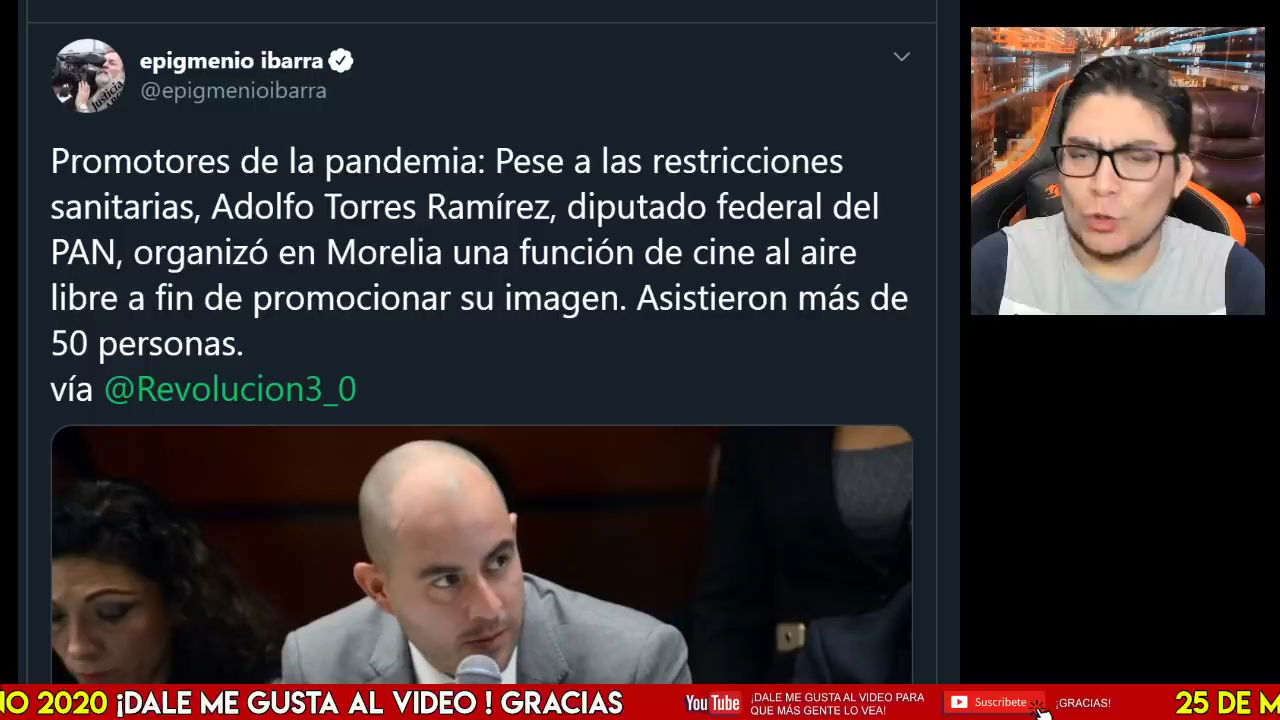 epigmenio ibarra
@epigmenioibarra
Promotores de la pandemia: Pese a las restricciones
sanitarias, Adolfo Torres Ramírez, diputado federal del
PAN, organizó en Morelia una función de cine al aire
libre a fin de promocionar su imagen. Asistieron más de
50 personas.
vía @Revolucion3_0
NO 2020 ¡DALE ME GUSTA AL VIDEO ! GRACIAS
YouTube
¡DALE ME GUSTA AL VIDEO PARA
QUE MÁS GENTE LO VEA!
Suscribete
¡GRACIAS!
25 DE M